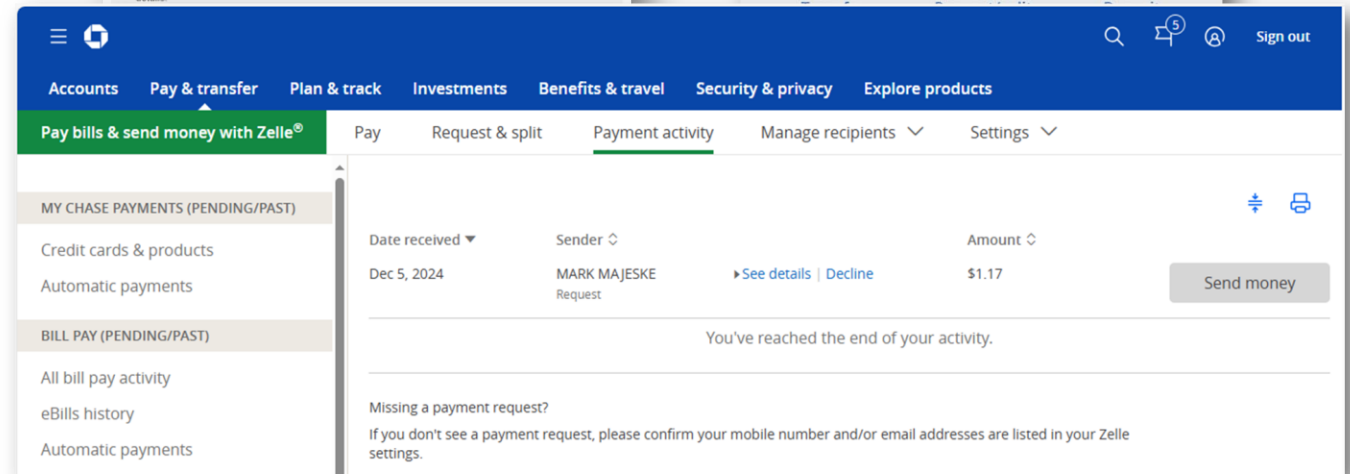 5
Sign out
Accounts Pay & transfer Plan & track Investments Benefits & travel Security & privacy Explore products
Pay bills & send money with Zelle® Pay Request & split Payment activity Manage recipients Settings
MY CHASE PAYMENTS (PENDING/PAST)
Credit cards & products
Automatic payments
BILL PAY (PENDING/PAST)
All bill pay activity
eBills history
Automatic payments
Date received Sender Amount
Dec 5, 2024 MARK MAJESKE See details | Decline $1.17 Send money
Request
You've reached the end of your activity.
Missing a payment request?
If you don't see a payment request, please confirm your mobile number and/or email addresses are listed in your Zelle
settings.